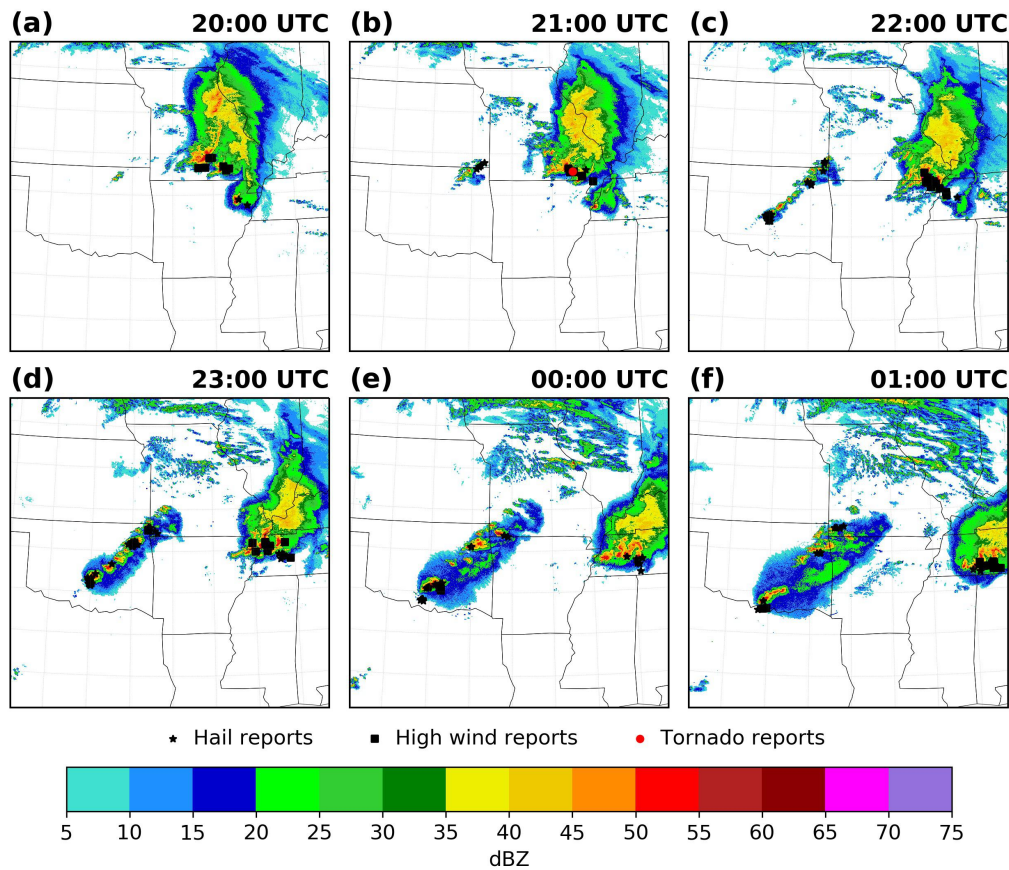 (a) 20:00 UTC
(b) 21:00 UTC
(c) 22:00 UTC
(d) 23:00 UTC
(e) 00:00 UTC
(f) 01:00 UTC
Hail reports
High wind reports
Tornado reports
5 10 15 20 25 30 35 40 45 50 55 60 65 70 75
dBZ